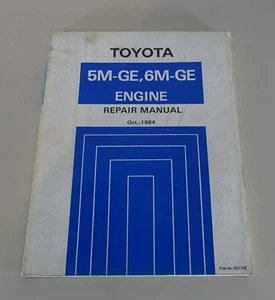 TOYOTA
5M-GE, 6M-GE
ENGINE
REPAIR MANUAL
Oct., 1984